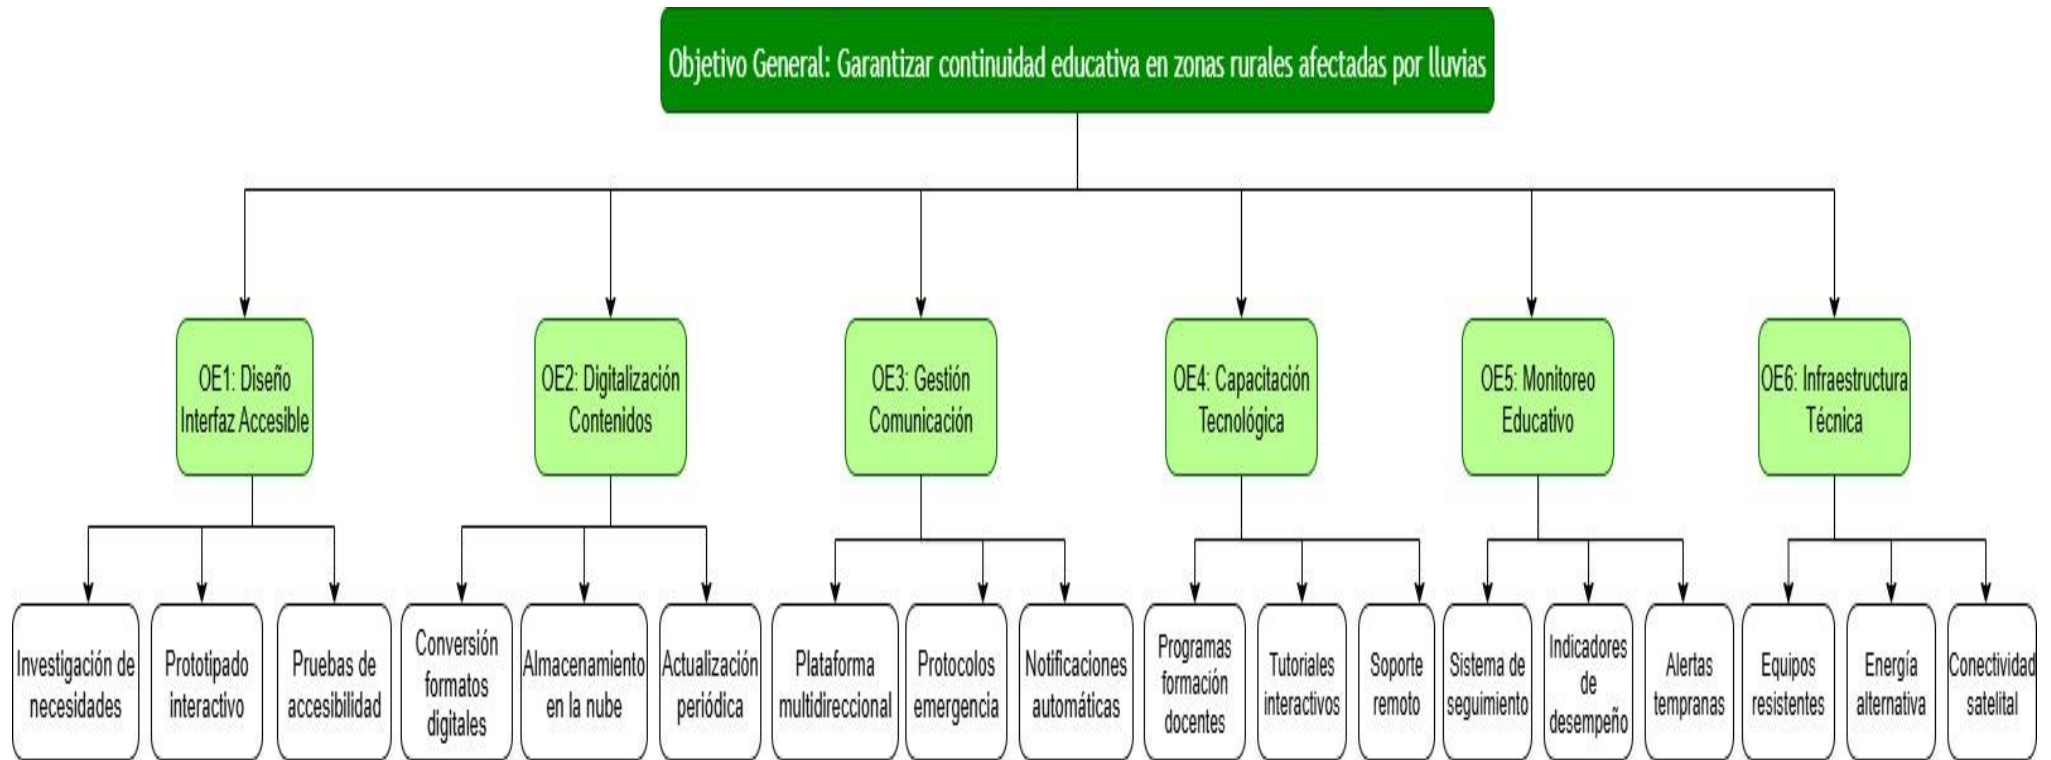 Objetivo General: Garantizar continuidad educativa en zonas rurales afectadas por lluvias
OE1: Diseño
Interfaz Accesible
OE2: Digitalización
Contenidos
OE3: Gestión
Comunicación
OE4: Capacitación
Tecnológica
OE5: Monitoreo
Educativo
OE6: Infraestructura
Técnica
Investigación de
necesidades
Prototipado
interactivo
Pruebas de
accesibilidad
Conversión
formatos
digitales
Almacenamiento
en la nube
Actualización
periódica
Plataforma
multidireccional
Protocolos
emergencia
Notificaciones
automáticas
Programas
formación
docentes
Tutoriales
interactivos
Soporte
remoto
Sistema de
seguimiento
Indicadores
de
desempeño
Alertas
tempranas
Equipos
resistentes
Energía
alternativa
Conectividad
satelital